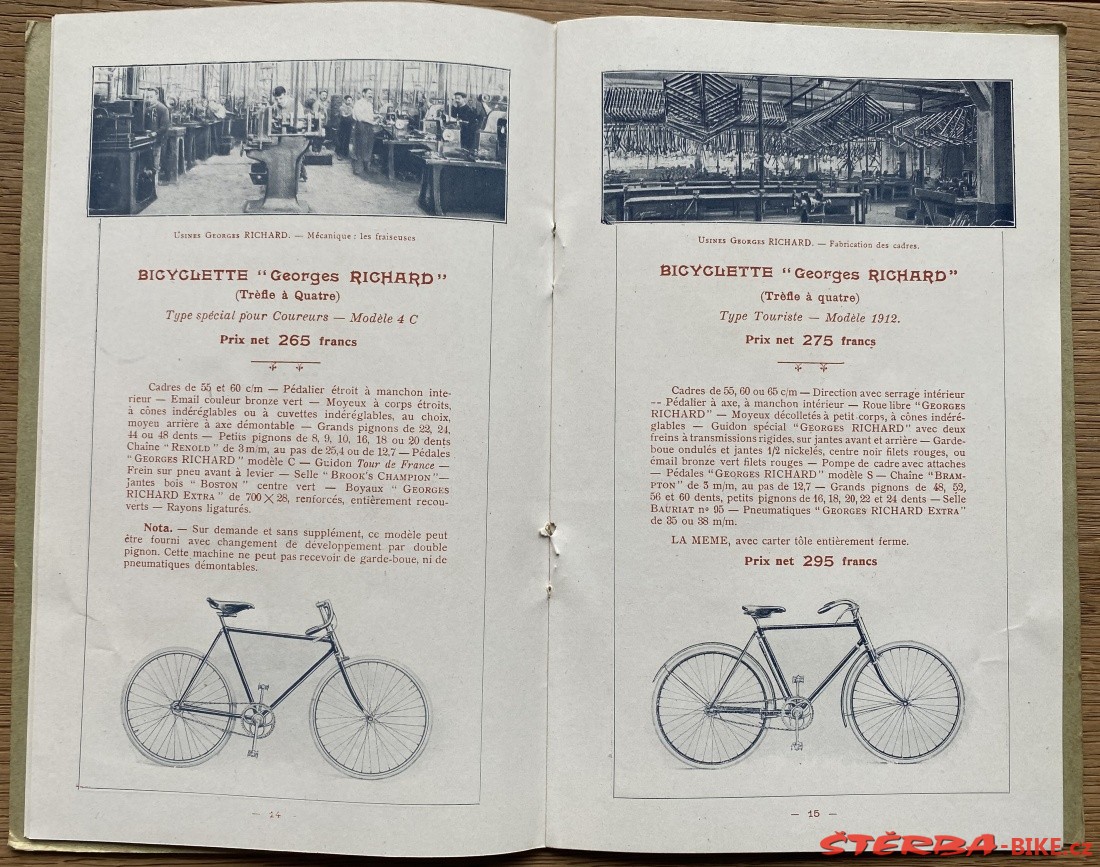 Usines Georges RICHARD. — Mécanique : les fraiseuses
BICYCLETTE "Georges RICHARD"
(Trèfle à Quatre)
Type spécial pour Coureurs — Modèle 4 C
Prix net 265 francs
Cadres de 55 et 60 c/m — Pédalier étroit à manchon inte-
rieur — Email couleur bronze vert — Moyeux à corps étroits,
à cônes indéréglables ou à cuvettes indéréglables, au choix,
moyeu arrière à axe démontable — Grands pignons de 22, 24,
44 ou 48 dents — Petits pignons de 8, 9, 10, 16, 18 ou 20 dents
Chaîne "RENOLD" de 3 m/m, au pas de 25,4 ou de 12,7 — Pédales
"GEORGES RICHARD" modèle C — Guidon Tour de France —
Frein sur pneu avant à levier — Selle "BROOK'S CHAMPION" —
Jantes bois "BOSTON" centre vert — Boyaux "GEORGES
RICHARD EXTRA" de 700 × 28, renforcés, entièrement recou-
verts — Rayons ligaturés.
Nota. — Sur demande et sans supplément, ce modèle peut
être fourni avec changement de développement par double
pignon. Cette machine ne peut pas recevoir de garde-boue, ni de
pneumatiques démontables.
— 14 —
Usines Georges RICHARD. — Fabrication des cadres.
BICYCLETTE "Georges RICHARD"
(Trèfle à quatre)
Type Touriste — Modèle 1912.
Prix net 275 francs
Cadres de 55, 60 ou 65 c/m — Direction avec serrage intérieur
-- Pédalier à axe, à manchon intérieur — Roue libre "GEORGES
RICHARD" — Moyeux décolletés à petit corps, à cônes indéré-
glables — Guidon spécial "GEORGES RICHARD" avec deux
freins à transmissions rigides, sur jantes avant et arrière — Garde-
boue ondulés et jantes 1/2 nickelés, centre noir filets rouges, ou
émail bronze vert filets rouges — Pompe de cadre avec attaches
— Pédales "GEORGES RICHARD" modèle S — Chaîne "BRAM-
PTON" de 3 m/m, au pas de 12,7 — Grands pignons de 48, 52,
56 et 60 dents, petits pignons de 16, 18, 20, 22 et 24 dents — Selle
BAURIAT nº 95 — Pneumatiques "GEORGES RICHARD EXTRA"
de 35 ou 38 m/m.
LA MEME, avec carter tôle entièrement ferme.
Prix net 295 francs
— 15 —
ŠTĚRBA-BIKE.cz